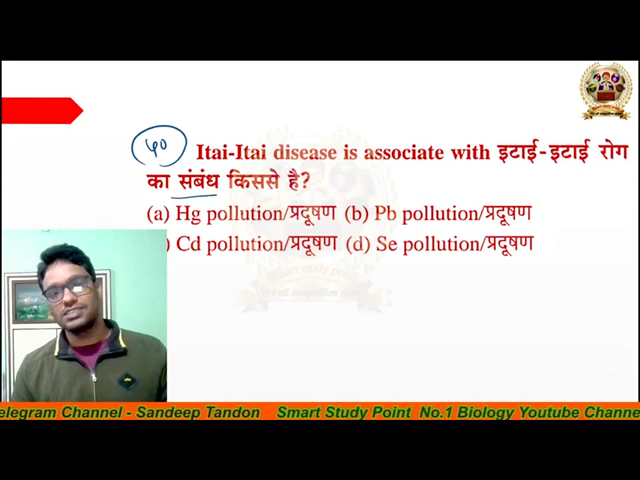 ५०
Itai-Itai disease is associate with इटाई-इटाई रोग
का संबंध किससे है?
(a) Hg pollution/प्रदूषण (b) Pb pollution/प्रदूषण
) Cd pollution/प्रदूषण (d) Se pollution/प्रदूषण
elegram Channel - Sandeep Tandon Smart Study Point No.1 Biology Youtube Channe